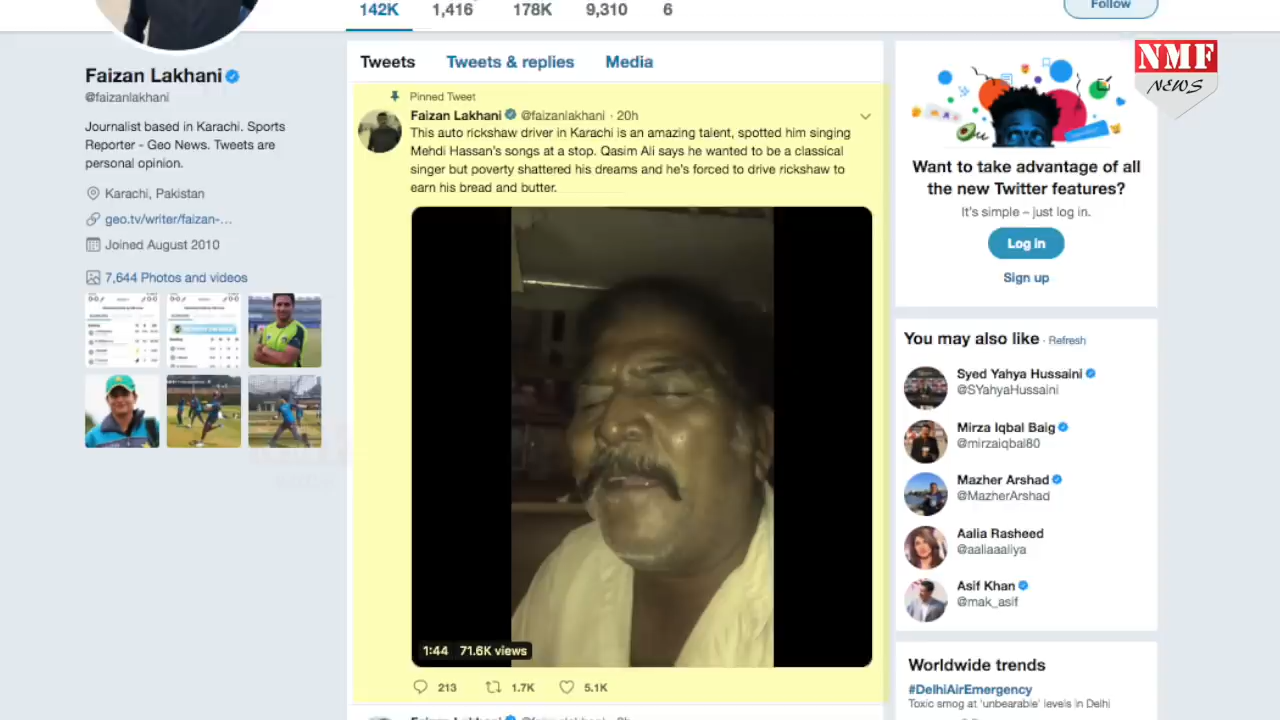 142K 1,416 178K 9,310 6
Follow
NMF
NEWS
Faizan Lakhani
@faizanlakhani
Journalist based in Karachi. Sports
Reporter - Geo News. Tweets are
personal opinion.
Karachi, Pakistan
geo.tv/writer/faizan-…
Joined August 2010
7,644 Photos and videos
Tweets Tweets & replies Media
Pinned Tweet
Faizan Lakhani @faizanlakhani · 20h
This auto rickshaw driver in Karachi is an amazing talent, spotted him singing
Mehdi Hassan's songs at a stop. Qasim Ali says he wanted to be a classical
singer but poverty shattered his dreams and he's forced to drive rickshaw to
earn his bread and butter.
1:44 71.6K views
213 1.7K 5.1K
Want to take advantage of all
the new Twitter features?
It's simple – just log in.
Log in
Sign up
You may also like · Refresh
Syed Yahya Hussaini
@SYahyaHussaini
Mirza Iqbal Baig
@mirzaiqbal80
Mazher Arshad
@MazherArshad
Aalia Rasheed
@aaliaaaliya
Asif Khan
@mak_asif
Worldwide trends
#DelhiAirEmergency
Toxic smog at 'unbearable' levels in Delhi